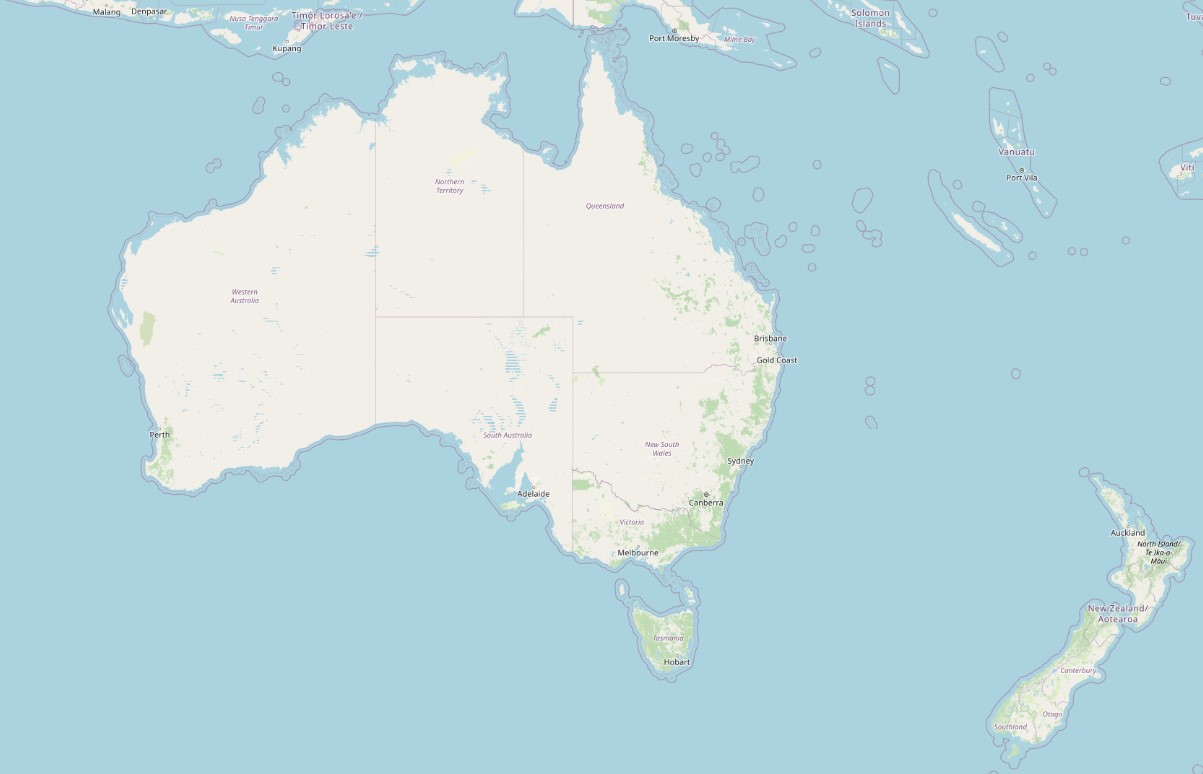 Malang
Denpasar
Nusa Tenggara
Timur
Timor Lorosa'e /
Timor-Leste
Kupang
Port Moresby
Milne Bay
Solomon
Islands
Tuva
Vanuatu
Port Vila
Viti
Northern
Territory
Queensland
Western
Australia
Brisbane
Gold Coast
Perth
South Australia
New South
Wales
Sydney
Adelaide
Canberra
Victoria
Melbourne
Tasmania
Hobart
Auckland
North Island/
Te Ika-a-
Māui
New Zealand/
Aotearoa
Canterbury
Otago
Southland